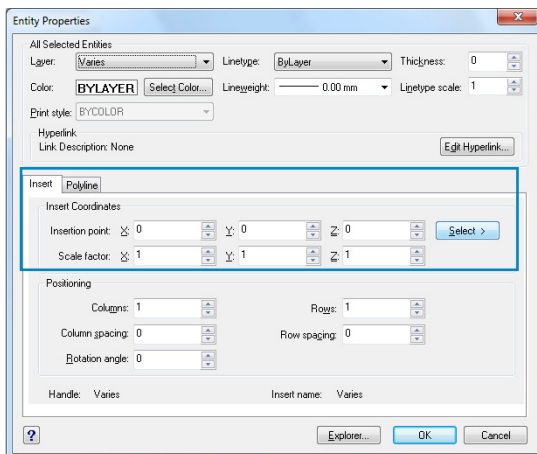 Entity Properties
All Selected Entities
Layer: Varies Linetype: ByLayer Thickness: 0
Color: BYLAYER Select Color... Lineweight: 0.00 mm Linetype scale: 1
Print style: BYCOLOR
Hyperlink
Link Description: None Edit Hyperlink...
Insert Polyline
Insert Coordinates
Insertion point: X: 0 Y: 0 Z: 0 Select >
Scale factor: X: 1 Y: 1 Z: 1
Positioning
Columns: 1 Rows: 1
Column spacing: 0 Row spacing: 0
Rotation angle: 0
Handle: Varies Insert name: Varies
? Explorer... OK Cancel